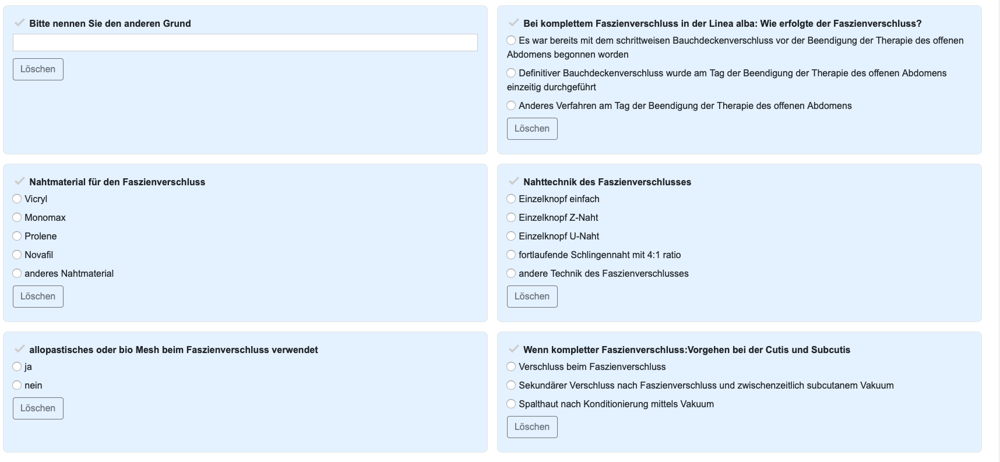 Bitte nennen Sie den anderen Grund
Löschen
Bei komplettem Faszienverschluss in der Linea alba: Wie erfolgte der Faszienverschluss?
Es war bereits mit dem schrittweisen Bauchdeckenverschluss vor der Beendigung der Therapie des offenen
Abdomens begonnen worden
Definitiver Bauchdeckenverschluss wurde am Tag der Beendigung der Therapie des offenen Abdomens
einzeitig durchgeführt
Anderes Verfahren am Tag der Beendigung der Therapie des offenen Abdomens
Löschen
Nahtmaterial für den Faszienverschluss
Vicryl
Monomax
Prolene
Novafil
anderes Nahtmaterial
Löschen
Nahttechnik des Faszienverschlusses
Einzelknopf einfach
Einzelknopf Z-Naht
Einzelknopf U-Naht
fortlaufende Schlingennaht mit 4:1 ratio
andere Technik des Faszienverschlusses
Löschen
allopastisches oder bio Mesh beim Faszienverschluss verwendet
ja
nein
Löschen
Wenn kompletter Faszienverschluss:Vorgehen bei der Cutis und Subcutis
Verschluss beim Faszienverschluss
Sekundärer Verschluss nach Faszienverschluss und zwischenzeitlich subcutanem Vakuum
Spalthaut nach Konditionierung mittels Vakuum
Löschen